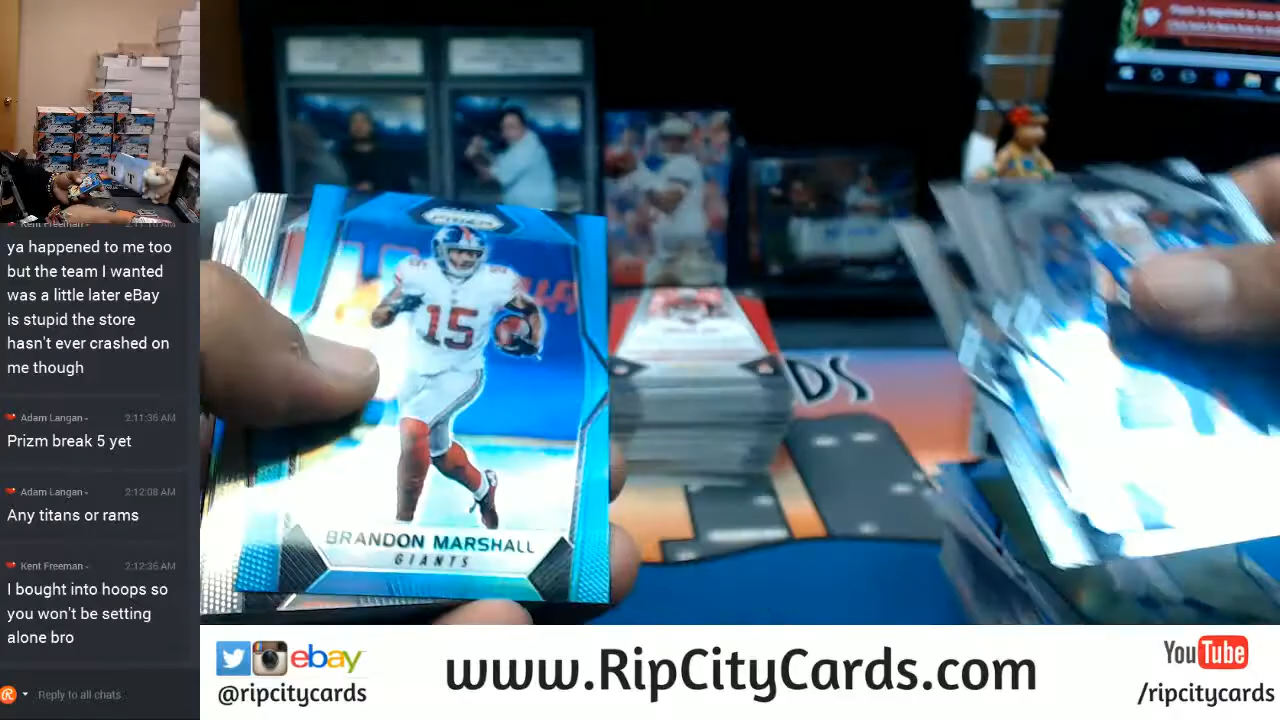 Kent Freeman -
ya happened to me too
but the team I wanted
was a little later eBay
is stupid the store
hasn't ever crashed on
me though
Adam Langan - 2:11:36 AM
Prizm break 5 yet
Adam Langan - 2:12:08 AM
Any titans or rams
Kent Freeman - 2:12:36 AM
I bought into hoops so
you won't be setting
alone bro
Reply to all chats.
15
BRANDON MARSHALL
GIANTS
DS
ebay
@ripcitycards
www.RipCityCards.com
YouTube
/ripcitycards